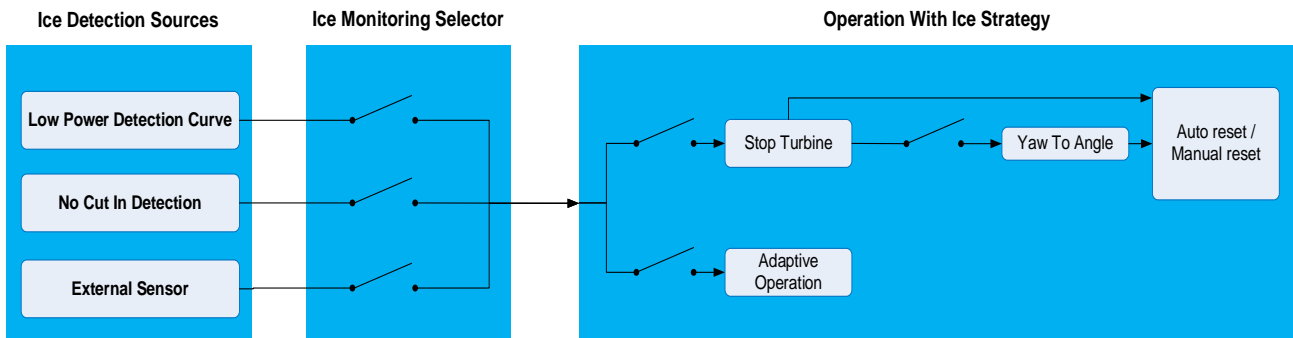 Ice Detection Sources
Ice Monitoring Selector
Operation With Ice Strategy
Low Power Detection Curve
No Cut In Detection
External Sensor
Stop Turbine
Yaw To Angle
Auto reset /
Manual reset
Adaptive
Operation